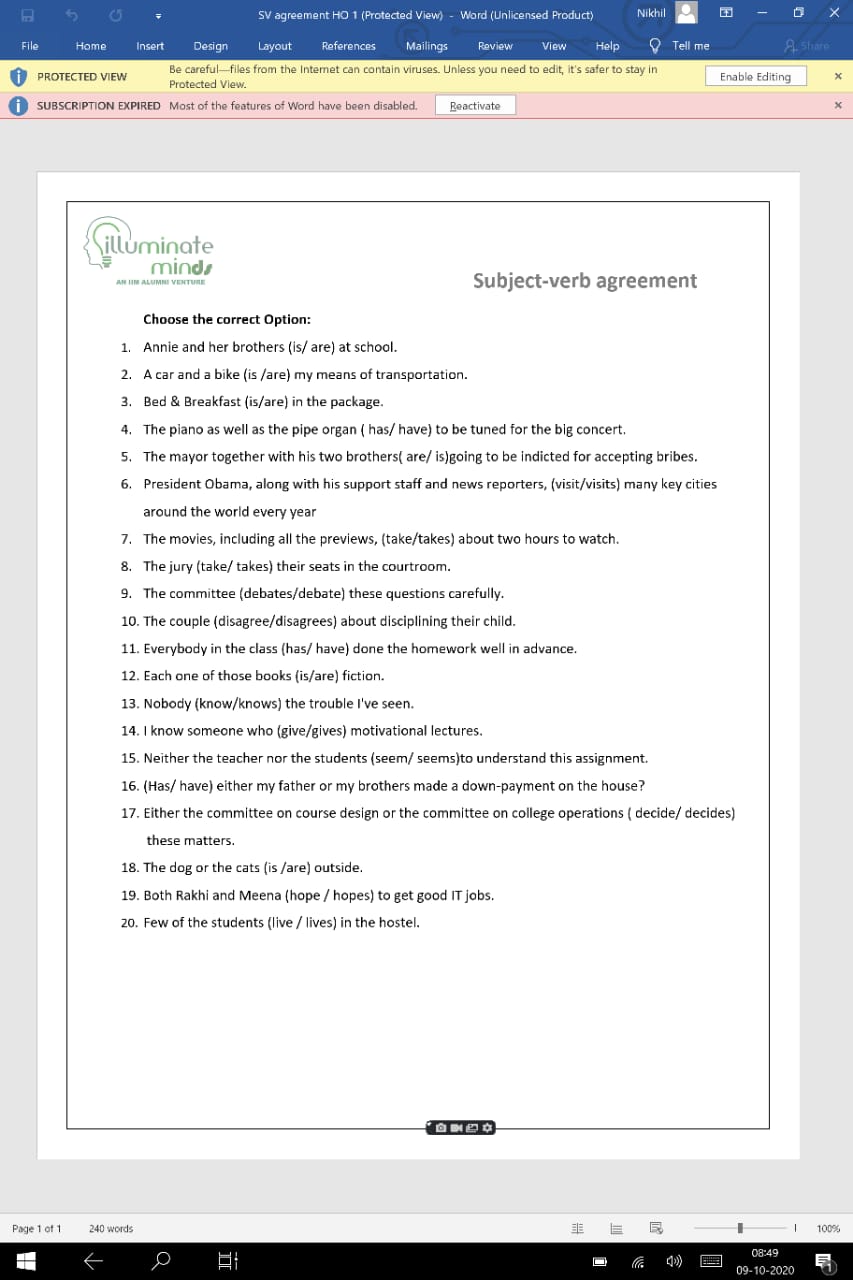 SV agreement HO 1 (Protected View) - Word (Unlicensed Product) Nikhil
File Home Insert Design Layout References Mailings Review View Help Tell me Share
PROTECTED VIEW Be careful—files from the Internet can contain viruses. Unless you need to edit, it's safer to stay in
Protected View.
Enable Editing
SUBSCRIPTION EXPIRED Most of the features of Word have been disabled. Reactivate
illuminate
minds
AN IIM ALUMNI VENTURE
Subject-verb agreement
Choose the correct Option:
1. Annie and her brothers (is/ are) at school.
2. A car and a bike (is /are) my means of transportation.
3. Bed & Breakfast (is/are) in the package.
4. The piano as well as the pipe organ ( has/ have) to be tuned for the big concert.
5. The mayor together with his two brothers( are/ is)going to be indicted for accepting bribes.
6. President Obama, along with his support staff and news reporters, (visit/visits) many key cities
around the world every year
7. The movies, including all the previews, (take/takes) about two hours to watch.
8. The jury (take/ takes) their seats in the courtroom.
9. The committee (debates/debate) these questions carefully.
10. The couple (disagree/disagrees) about disciplining their child.
11. Everybody in the class (has/ have) done the homework well in advance.
12. Each one of those books (is/are) fiction.
13. Nobody (know/knows) the trouble I've seen.
14. I know someone who (give/gives) motivational lectures.
15. Neither the teacher nor the students (seem/ seems)to understand this assignment.
16. (Has/ have) either my father or my brothers made a down-payment on the house?
17. Either the committee on course design or the committee on college operations ( decide/ decides)
these matters.
18. The dog or the cats (is /are) outside.
19. Both Rakhi and Meena (hope / hopes) to get good IT jobs.
20. Few of the students (live / lives) in the hostel.
Page 1 of 1 240 words 100%
08:49
09-10-2020
1